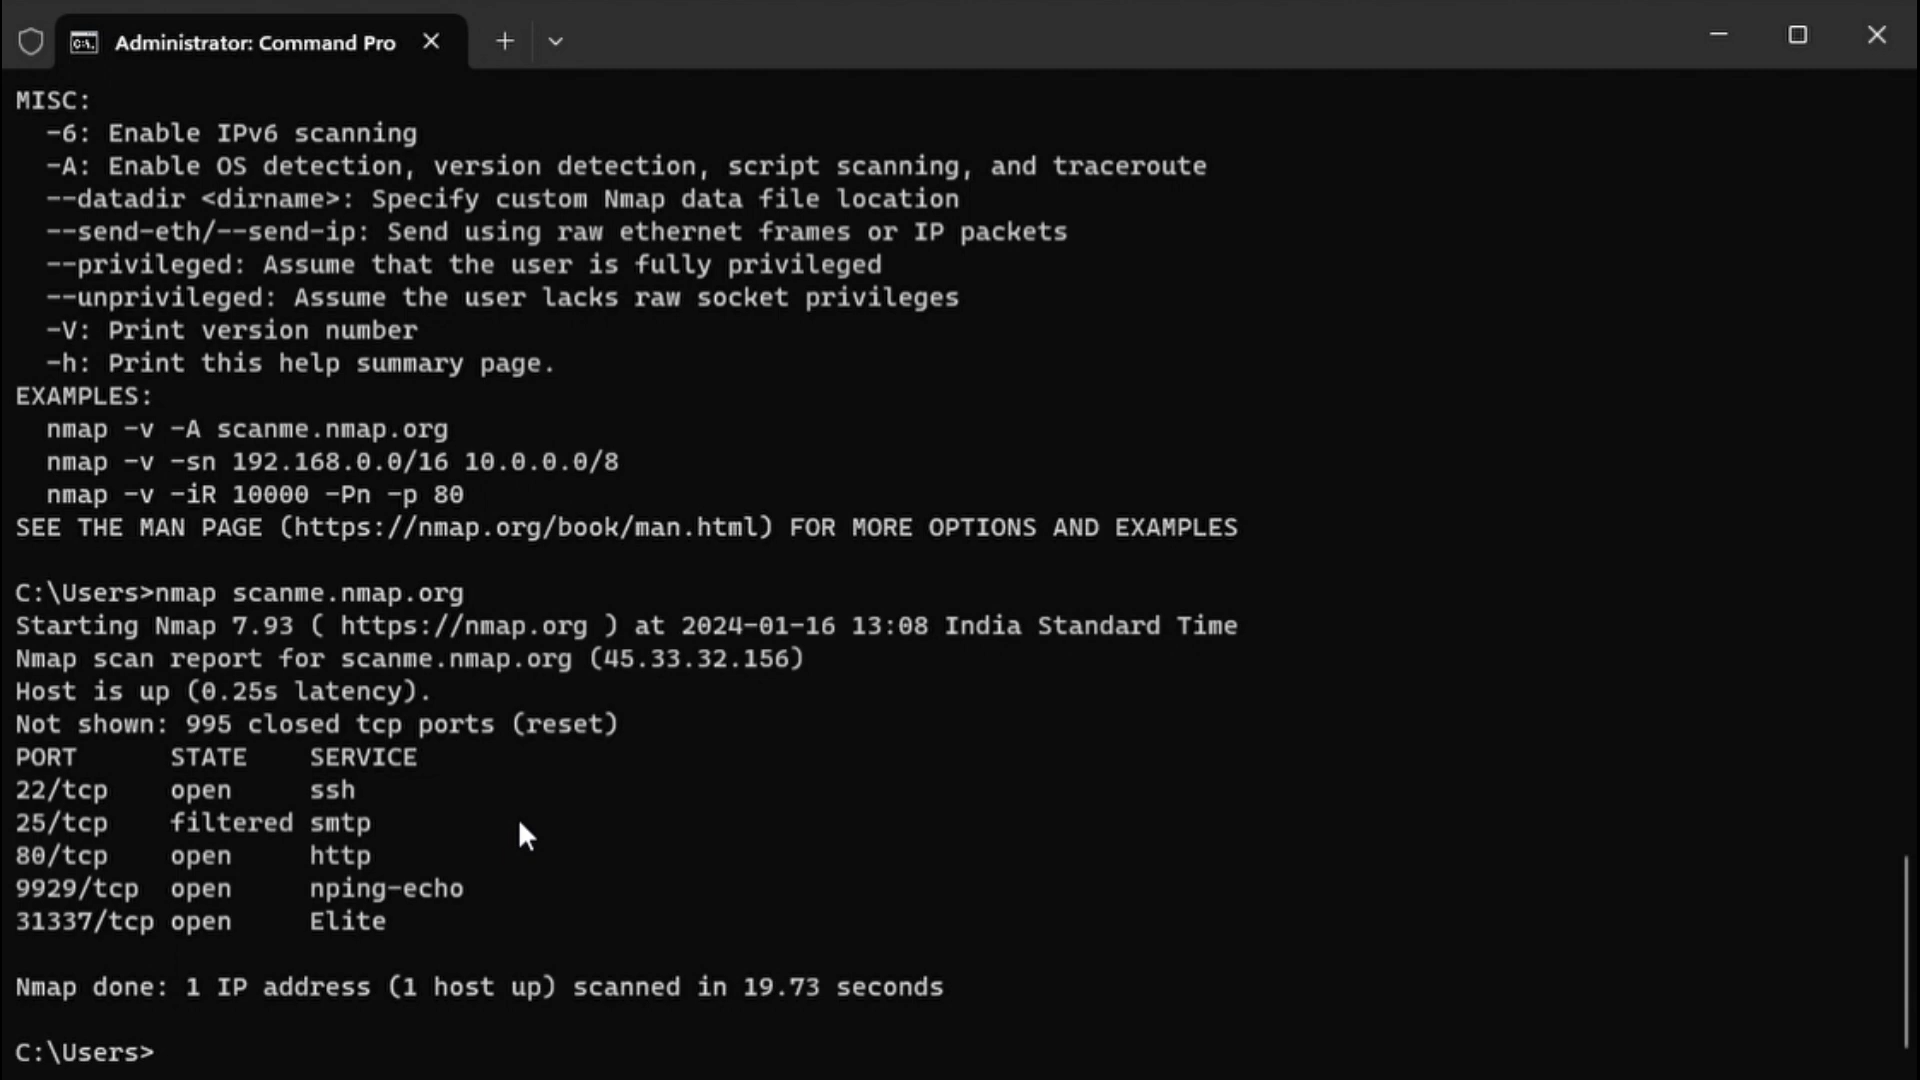 Administrator: Command Pro
MISC:
  -6: Enable IPv6 scanning
  -A: Enable OS detection, version detection, script scanning, and traceroute
  --datadir <dirname>: Specify custom Nmap data file location
  --send-eth/--send-ip: Send using raw ethernet frames or IP packets
  --privileged: Assume that the user is fully privileged
  --unprivileged: Assume the user lacks raw socket privileges
  -V: Print version number
  -h: Print this help summary page.
EXAMPLES:
  nmap -v -A scanme.nmap.org
  nmap -v -sn 192.168.0.0/16 10.0.0.0/8
  nmap -v -iR 10000 -Pn -p 80
SEE THE MAN PAGE (https://nmap.org/book/man.html) FOR MORE OPTIONS AND EXAMPLES
C:\Users>nmap scanme.nmap.org
Starting Nmap 7.93 ( https://nmap.org ) at 2024-01-16 13:08 India Standard Time
Nmap scan report for scanme.nmap.org (45.33.32.156)
Host is up (0.25s latency).
Not shown: 995 closed tcp ports (reset)
PORT      STATE    SERVICE
22/tcp    open     ssh
25/tcp    filtered smtp
80/tcp    open     http
9929/tcp  open     nping-echo
31337/tcp open     Elite
Nmap done: 1 IP address (1 host up) scanned in 19.73 seconds
C:\Users>